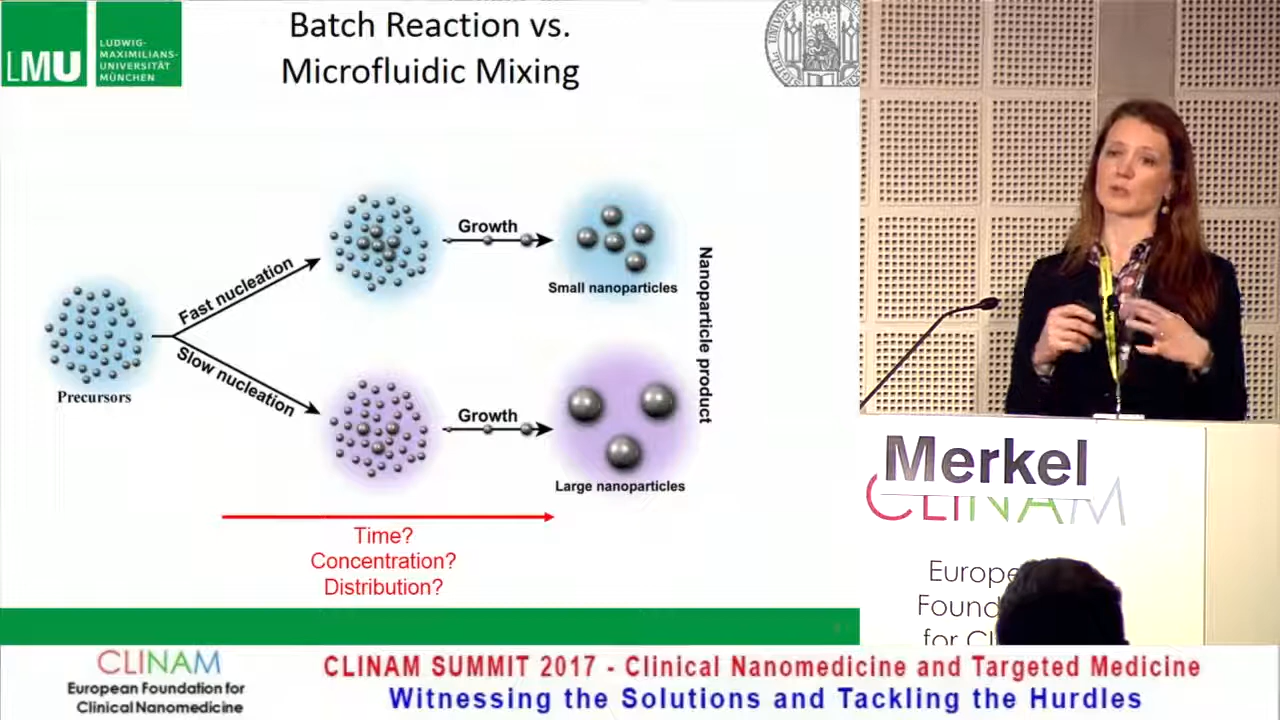 LMU
LUDWIG-
MAXIMILIANS-
UNIVERSITÄT
MÜNCHEN
Batch Reaction vs.
Microfluidic Mixing
Precursors
Fast nucleation
Slow nucleation
Growth
Small nanoparticles
Growth
Large nanoparticles
Nanoparticle product
Time?
Concentration?
Distribution?
Merkel
CLINAM
Europe
Found
for Cl
CLINAM
European Foundation for
Clinical Nanomedicine
CLINAM SUMMIT 2017 - Clinical Nanomedicine and Targeted Medicine
Witnessing the Solutions and Tackling the Hurdles